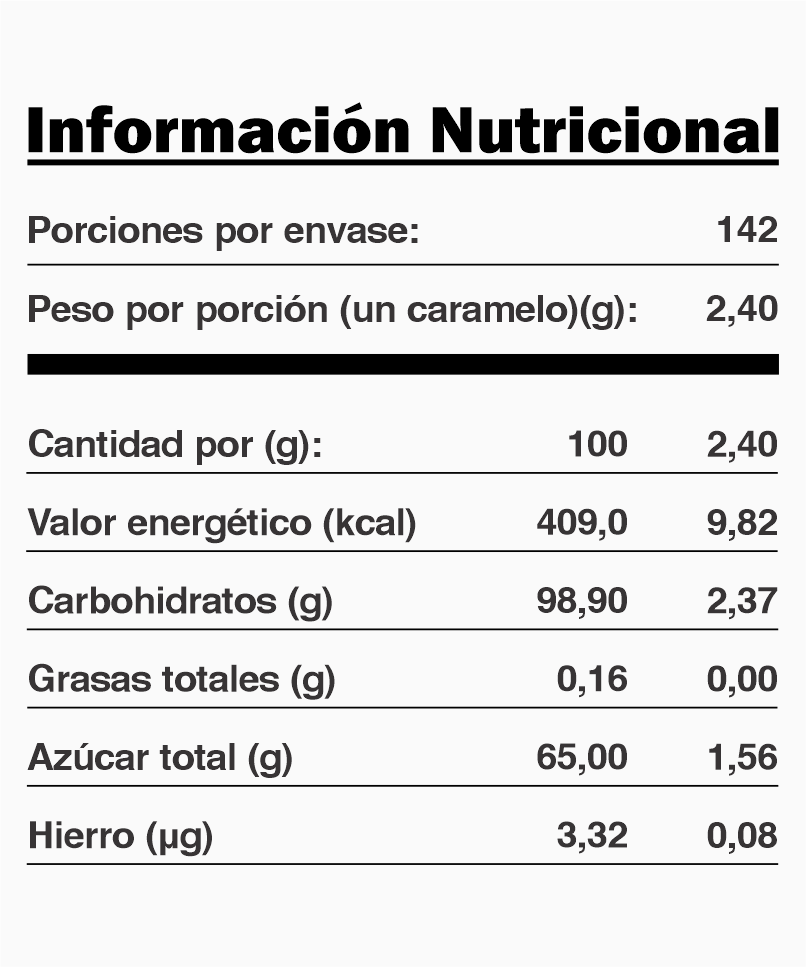 Información Nutricional
Porciones por envase: 142
Peso por porción (un caramelo)(g): 2,40
Cantidad por (g): 100 2,40
Valor energético (kcal) 409,0 9,82
Carbohidratos (g) 98,90 2,37
Grasas totales (g) 0,16 0,00
Azúcar total (g) 65,00 1,56
Hierro (µg) 3,32 0,08